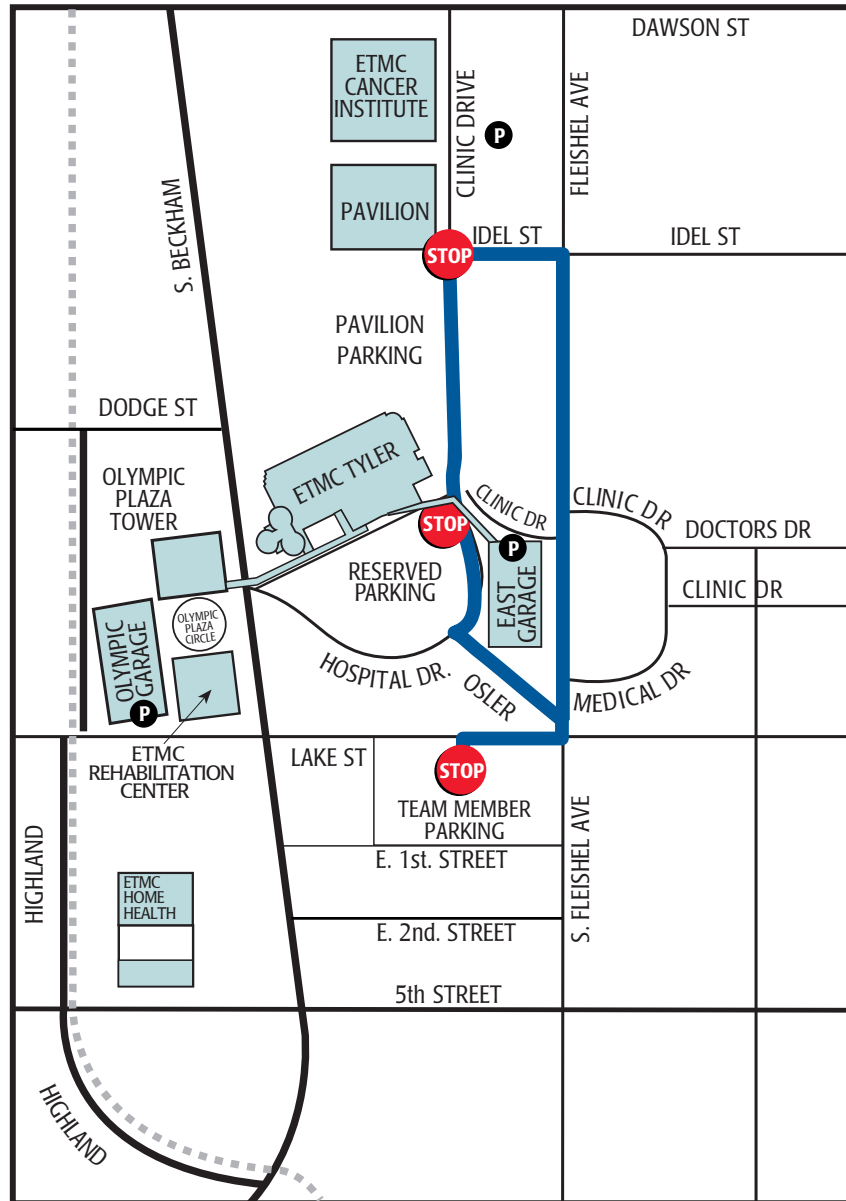 DAWSON ST
ETMC
CANCER
INSTITUTE
CLINIC DRIVE
P
FLEISHEL AVE
S. BECKHAM
PAVILION
IDEL ST
IDEL ST
STOP
PAVILION
PARKING
DODGE ST
ETMC TYLER
OLYMPIC
PLAZA
TOWER
CLINIC DR
CLINIC DR
STOP
DOCTORS DR
P
RESERVED
PARKING
EAST
GARAGE
CLINIC DR
OLYMPIC
PLAZA
CIRCLE
OLYMPIC
GARAGE
P
HOSPITAL DR.
OSLER
MEDICAL DR
ETMC
REHABILITATION
CENTER
LAKE ST
STOP
TEAM MEMBER
PARKING
HIGHLAND
E. 1st. STREET
S. FLEISHEL AVE
ETMC
HOME
HEALTH
E. 2nd. STREET
5th STREET
HIGHLAND